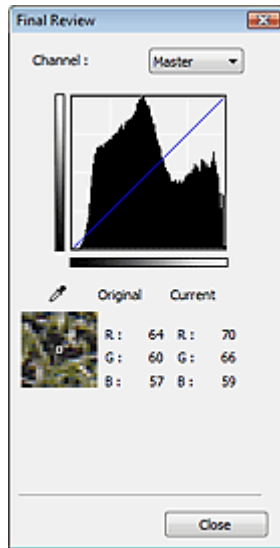 Final Review
Channel : Master
Original Current
R : 64 R : 70
G : 60 G : 66
B : 57 B : 59
Close